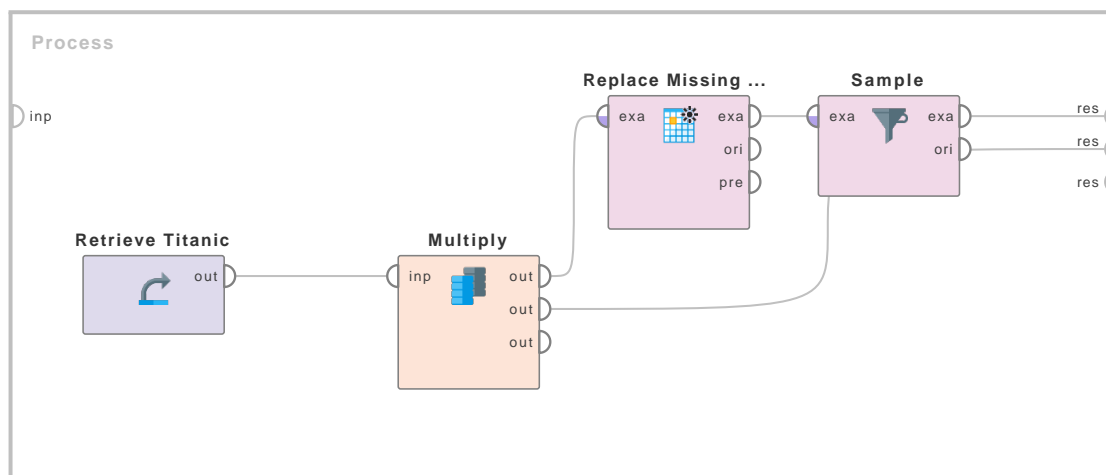 Process
Replace Missing ...
Sample
inp
exa
exa
exa
exa
res
ori
ori
res
pre
res
Retrieve Titanic
Multiply
out
inp
out
out
out